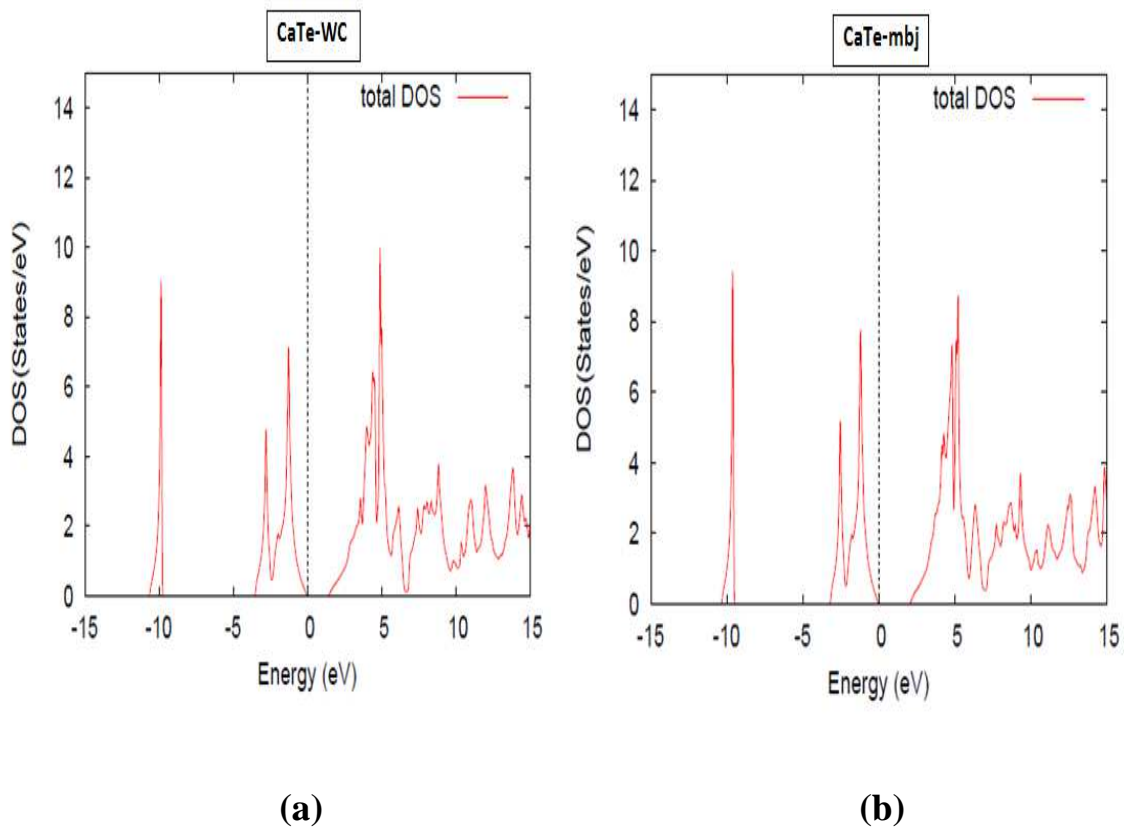 CaTe-WC
total DOS
DOS(States/eV)
14
12
10
8
6
4
2
0
-15 -10 -5 0 5 10 15
Energy (eV)
(a)
CaTe-mbj
total DOS
DOS(States/eV)
14
12
10
8
6
4
2
0
-15 -10 -5 0 5 10 15
Energy (eV)
(b)